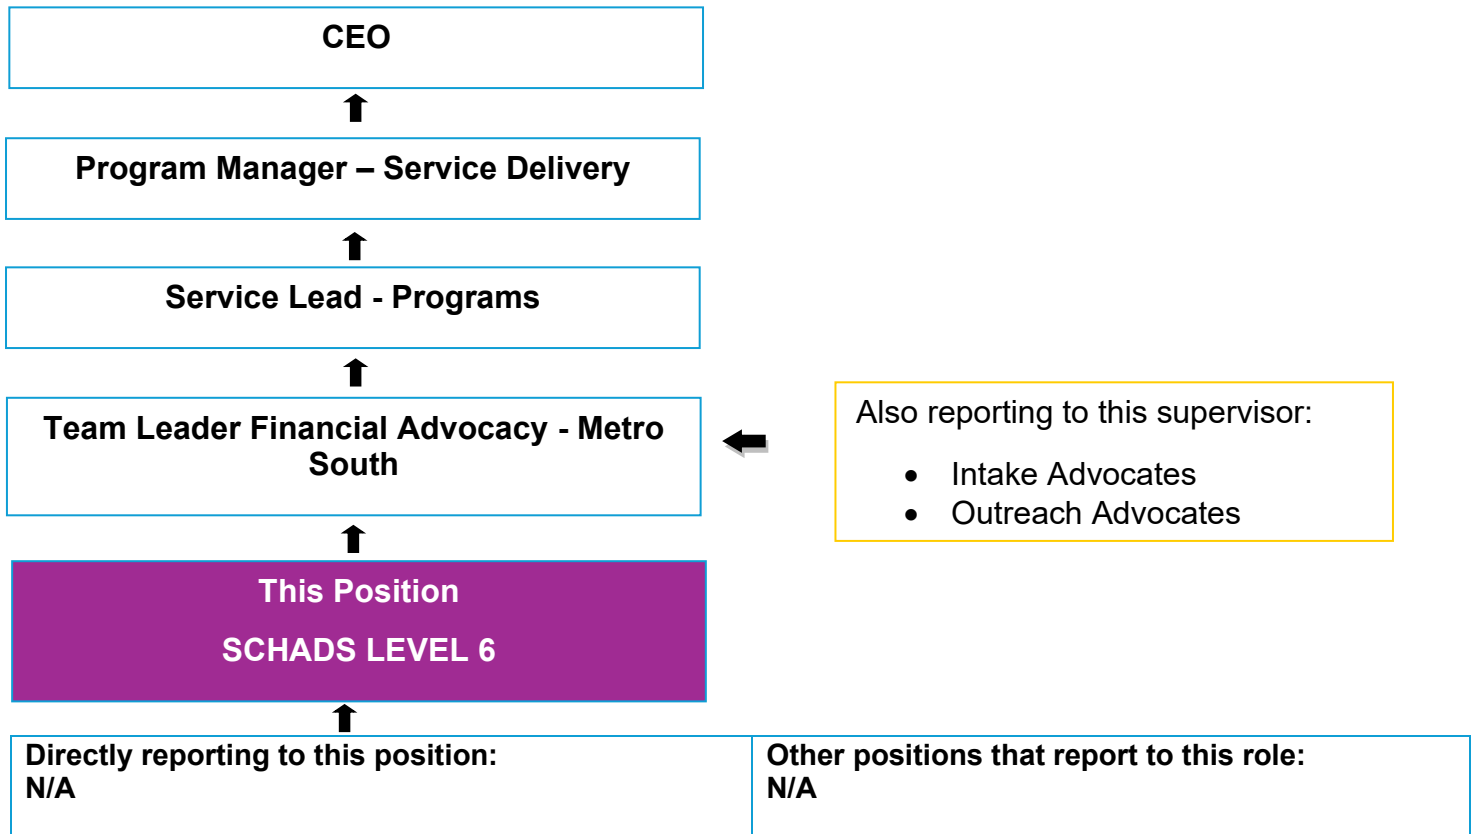 CEO
Program Manager – Service Delivery
Service Lead - Programs
Team Leader Financial Advocacy - Metro
South
Also reporting to this supervisor:
• Intake Advocates
• Outreach Advocates
This Position
SCHADS LEVEL 6
Directly reporting to this position:
N/A
Other positions that report to this role:
N/A